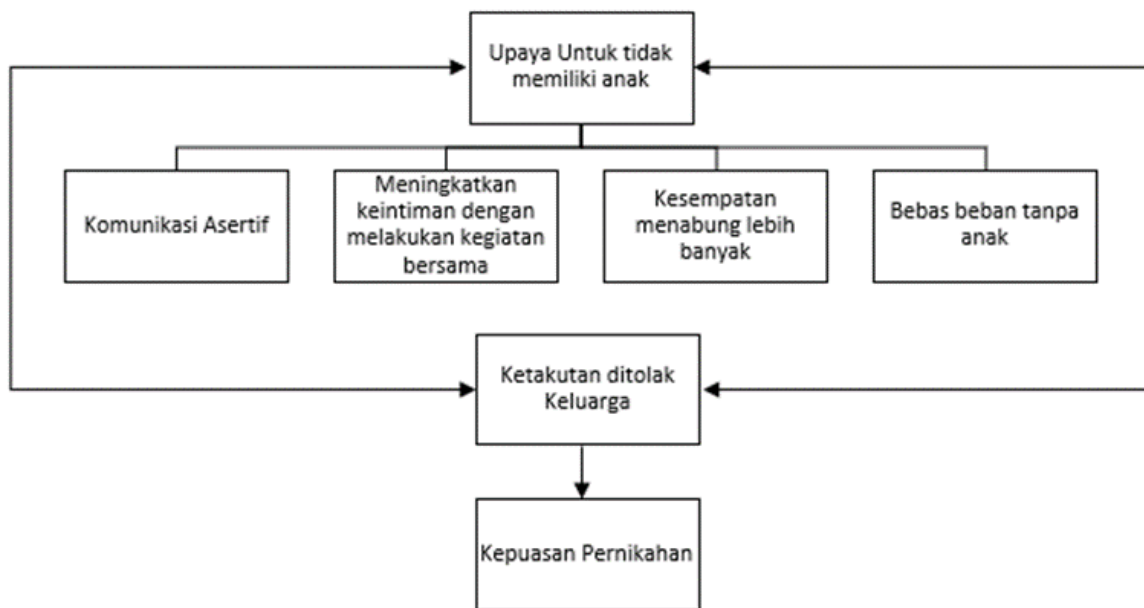 Upaya Untuk tidak
memiliki anak
Komunikasi Asertif
Meningkatkan
keintiman dengan
melakukan kegiatan
bersama
Kesempatan
menabung lebih
banyak
Bebas beban tanpa
anak
Ketakutan ditolak
Keluarga
Kepuasan Pernikahan